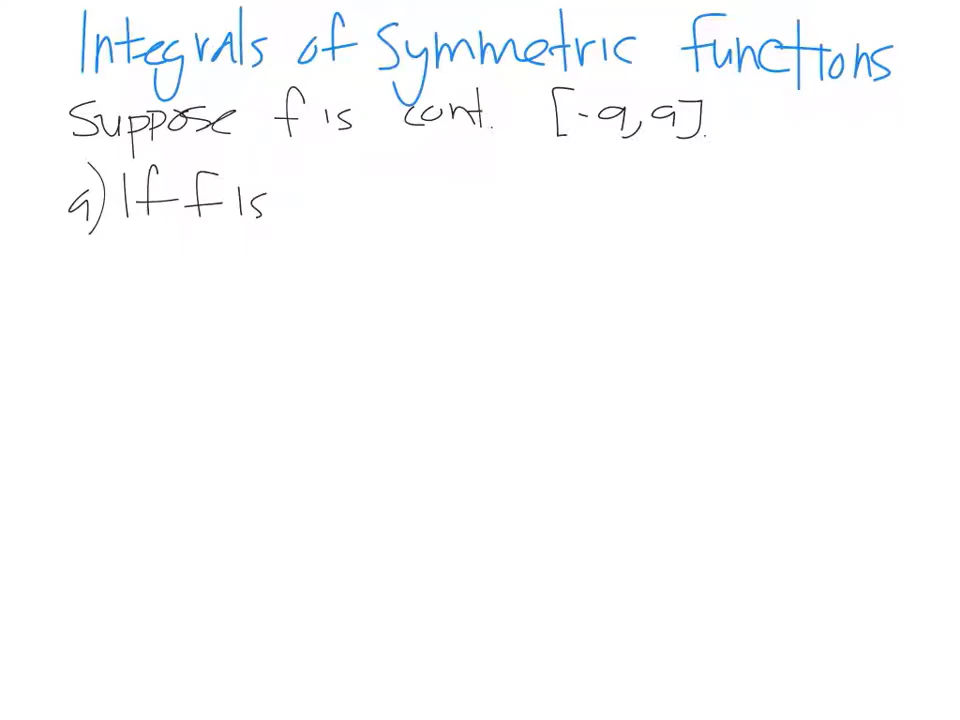 Integrals of Symmetric Functions
Suppose f is cont. [-a, a].
a) If f is